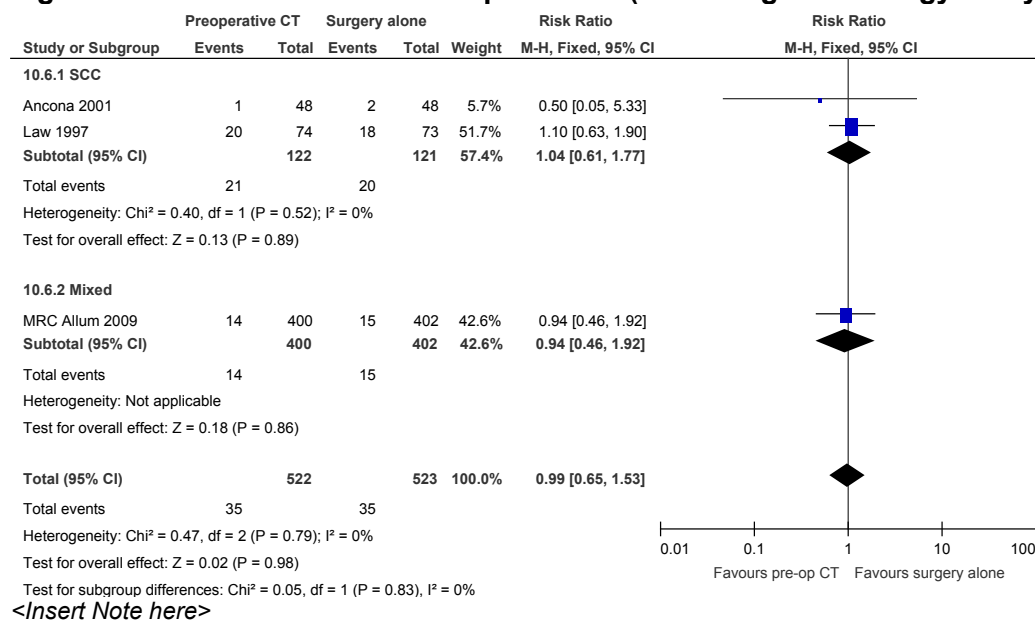 Preoperative CT Surgery alone Risk Ratio Risk Ratio
Study or Subgroup Events Total Events Total Weight M-H, Fixed, 95% CI M-H, Fixed, 95% CI
10.6.1 SCC
Ancona 2001 1 48 2 48 5.7% 0.50 [0.05, 5.33]
Law 1997 20 74 18 73 51.7% 1.10 [0.63, 1.90]
Subtotal (95% CI) 122 121 57.4% 1.04 [0.61, 1.77]
Total events 21 20
Heterogeneity: Chi² = 0.40, df = 1 (P = 0.52); I² = 0%
Test for overall effect: Z = 0.13 (P = 0.89)
10.6.2 Mixed
MRC Allum 2009 14 400 15 402 42.6% 0.94 [0.46, 1.92]
Subtotal (95% CI) 400 402 42.6% 0.94 [0.46, 1.92]
Total events 14 15
Heterogeneity: Not applicable
Test for overall effect: Z = 0.18 (P = 0.86)
Total (95% CI) 522 523 100.0% 0.99 [0.65, 1.53]
Total events 35 35
Heterogeneity: Chi² = 0.47, df = 2 (P = 0.79); I² = 0%
Test for overall effect: Z = 0.02 (P = 0.98)
Test for subgroup differences: Chi² = 0.05, df = 1 (P = 0.83), I² = 0%
0.01 0.1 1 10 100
Favours pre-op CT Favours surgery alone
<Insert Note here>